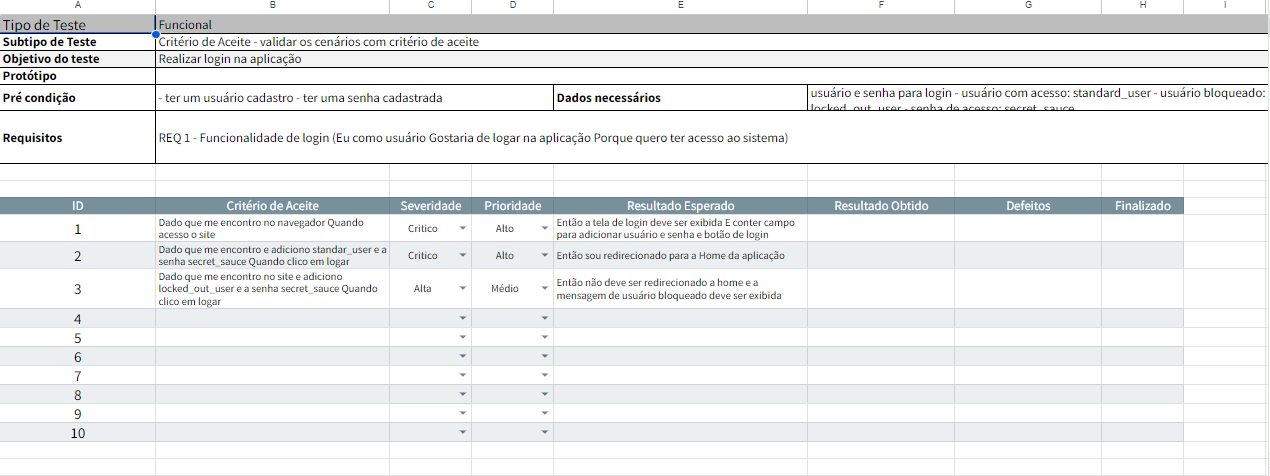 A B C D E F G H I
Tipo de Teste Funcional
Subtipo de Teste Critério de Aceite - validar os cenários com critério de aceite
Objetivo do teste Realizar login na aplicação
Protótipo
Pré condição - ter um usuário cadastro - ter uma senha cadastrada Dados necessários usuário e senha para login - usuário com acesso: standard_user - usuário bloqueado:
locked_out_user - senha de acesso: secret_sauce
Requisitos REQ 1 - Funcionalidade de login (Eu como usuário Gostaria de logar na aplicação Porque quero ter acesso ao sistema)
ID Critério de Aceite Severidade Prioridade Resultado Esperado Resultado Obtido Defeitos Finalizado
1 Dado que me encontro no navegador Quando
acesso o site Critico Alto Então a tela de login deve ser exibida E conter campo
para adicionar usuário e senha e botão de login
2 Dado que me encontro e adiciono standar_user e a
senha secret_sauce Quando clico em logar Critico Alto Então sou redirecionado para a Home da aplicação
3 Dado que me encontro no site e adiciono
locked_out_user e a senha secret_sauce Quando
clico em logar Alta Médio Então não deve ser redirecionado a home e a
mensagem de usuário bloqueado deve ser exibida
4
5
6
7
8
9
10